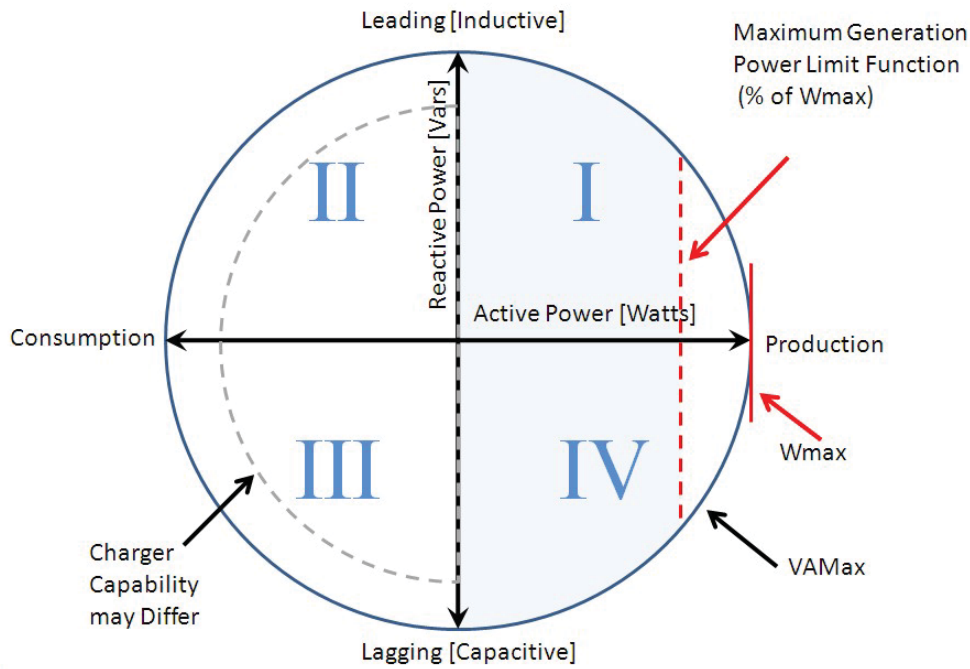 Leading [Inductive]
Maximum Generation
Power Limit Function
(% of Wmax)
Reactive Power [Vars]
II
I
Active Power [Watts]
Consumption
Production
III
IV
Wmax
Charger
Capability
may Differ
VAMax
Lagging [Capacitive]